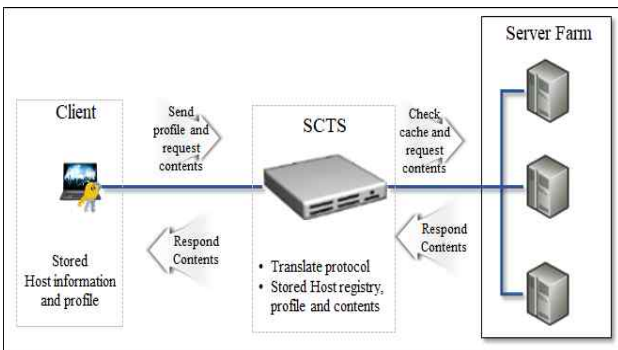 Server Farm
Client
Send
profile and
request
contents
SCTS
Check
cache and
request
contents
Respond
Contents
Respond
Contents
Stored
Host information
and profile
• Translate protocol
• Stored Host registry,
profile and contents